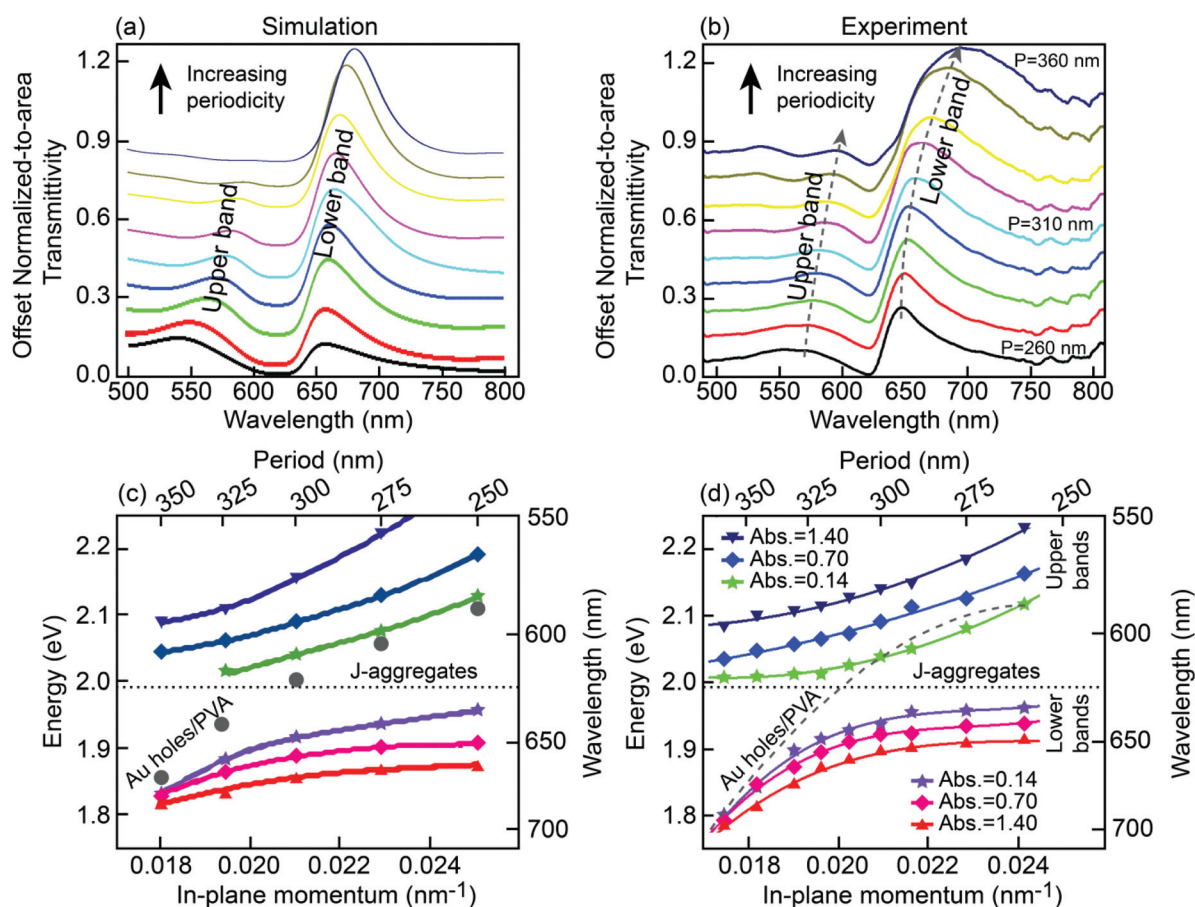 (a) Simulation
Offset Normalized-to-area
Transmittivity
1.2
0.9
0.6
0.3
0.0
Increasing
periodicity
Upper band
Lower band
500 550 600 650 700 750 800
Wavelength (nm)
(b) Experiment
Offset Normalized-to-area
Transmittivity
1.2
0.9
0.6
0.3
0.0
Increasing
periodicity
P=360 nm
P=310 nm
P=260 nm
Upper band
Lower band
500 550 600 650 700 750 800
Wavelength (nm)
(c) Period (nm)
350 325 300 275 250
Energy (eV)
2.2
2.1
2.0
1.9
1.8
J-aggregates
Au holes/PVA
550
600
650
700
Wavelength (nm)
0.018 0.020 0.022 0.024
In-plane momentum (nm⁻¹)
(d) Period (nm)
350 325 300 275 250
Energy (eV)
2.2
2.1
2.0
1.9
1.8
Abs.=1.40
Abs.=0.70
Abs.=0.14
Upper
bands
J-aggregates
Au holes/PVA
Lower
bands
Abs.=0.14
Abs.=0.70
Abs.=1.40
550
600
650
700
Wavelength (nm)
0.018 0.020 0.022 0.024
In-plane momentum (nm⁻¹)